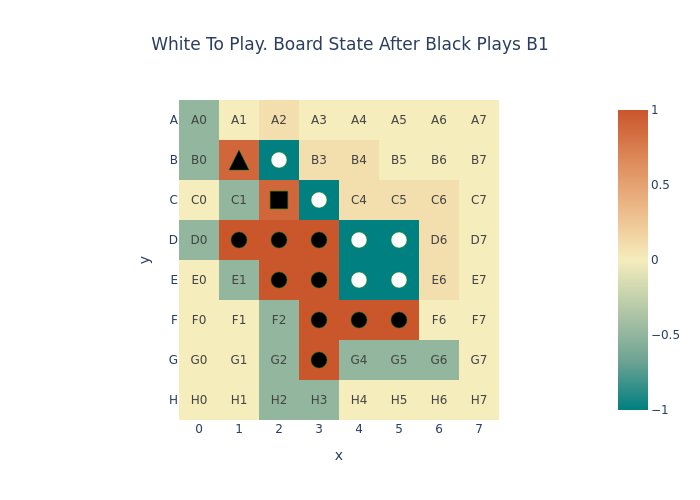 White To Play. Board State After Black Plays B1
A A0 A1 A2 A3 A4 A5 A6 A7
B B0 B3 B4 B5 B6 B7
C C0 C1 C4 C5 C6 C7
D D0 D6 D7
E E0 E1 E6 E7
F F0 F1 F2 F6 F7
G G0 G1 G2 G4 G5 G6 G7
H H0 H1 H2 H3 H4 H5 H6 H7
0 1 2 3 4 5 6 7
x
y
1
0.5
0
−0.5
−1